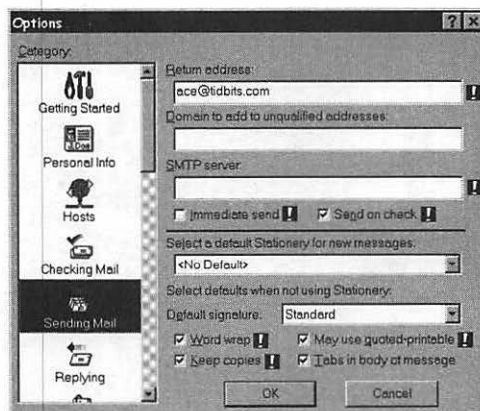 Options
Category:
Getting Started
Personal Info
Hosts
Checking Mail
Sending Mail
Replying
Return address:
ace@tidbits.com
Domain to add to unqualified addresses:
SMTP server:
Immediate send Send on check
Select a default Stationery for new messages:
<No Default>
Select defaults when not using Stationery:
Default signature: Standard
Word wrap May use quoted-printable
Keep copies Tabs in body of message
OK Cancel